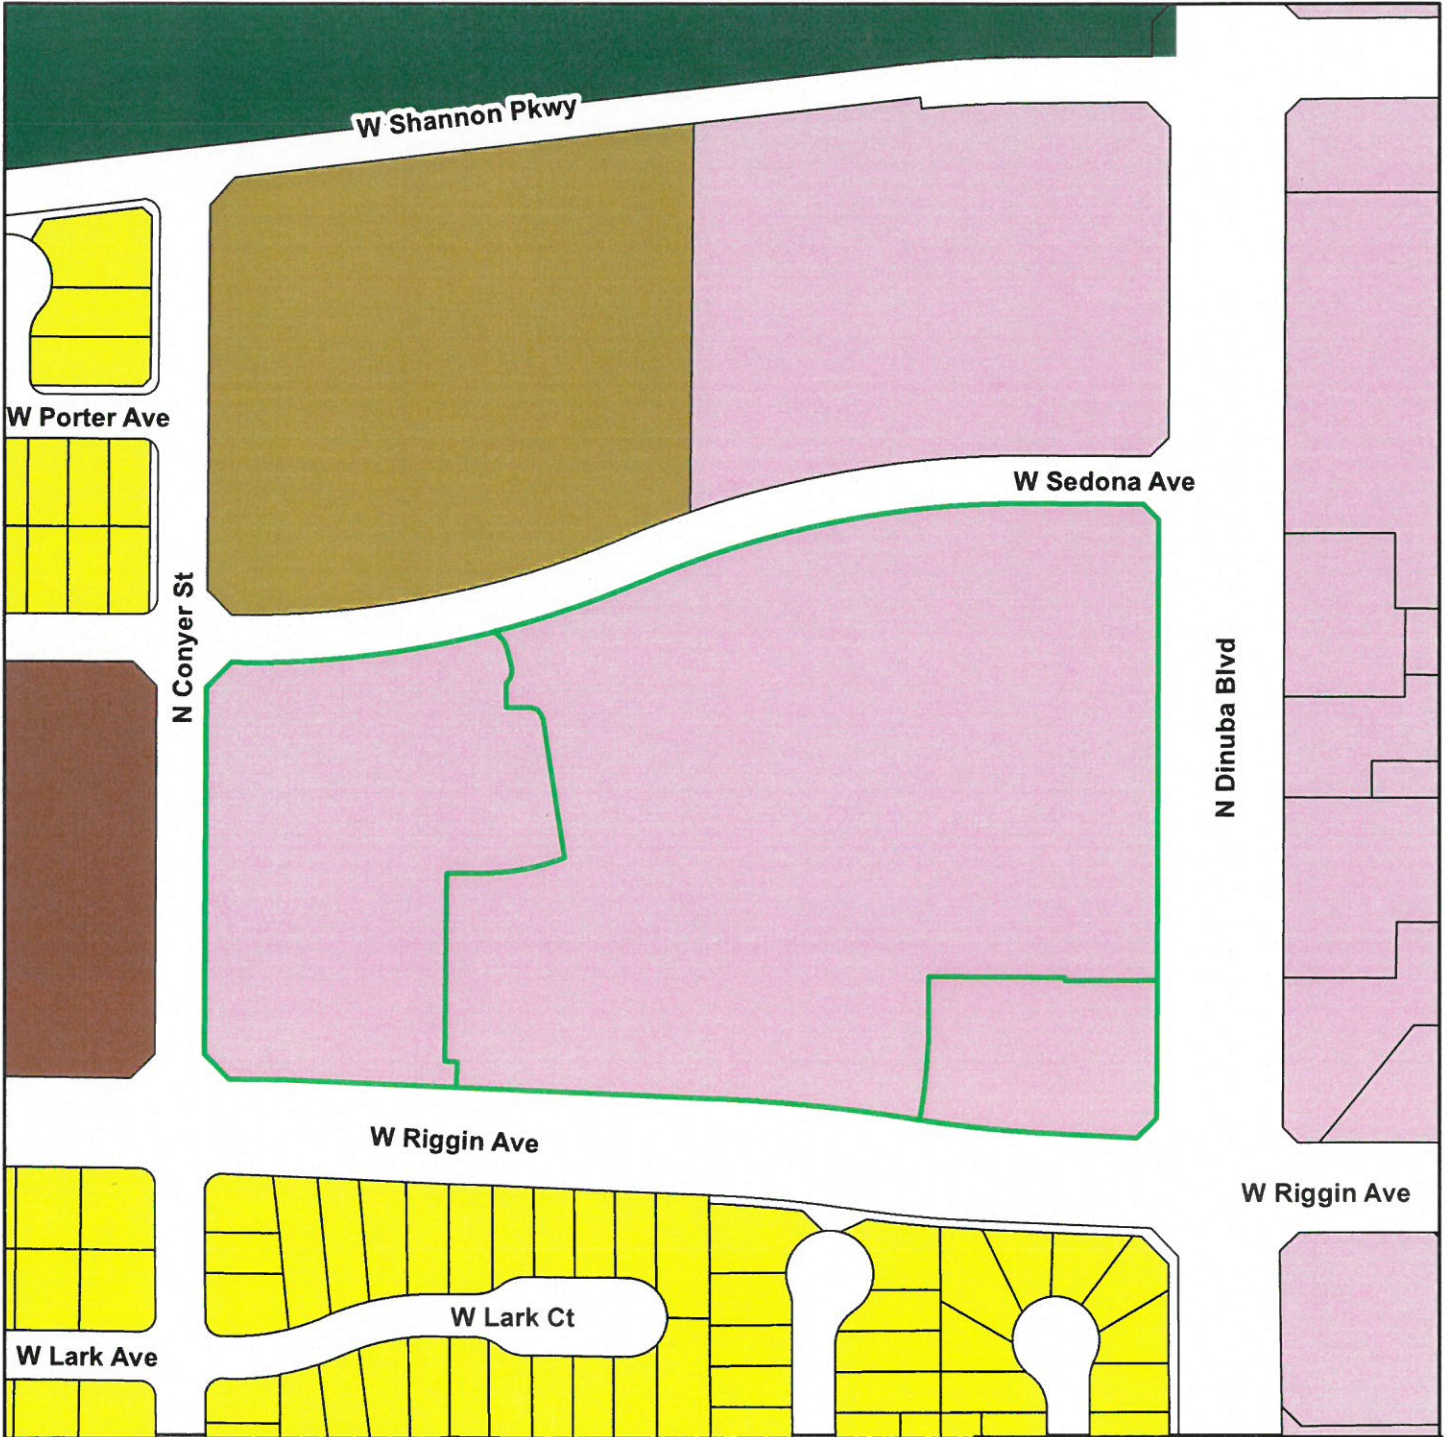 W Shannon Pkwy
W Porter Ave
W Sedona Ave
N Conyer St
N Dinuba Blvd
W Riggin Ave
W Riggin Ave
W Lark Ct
W Lark Ave